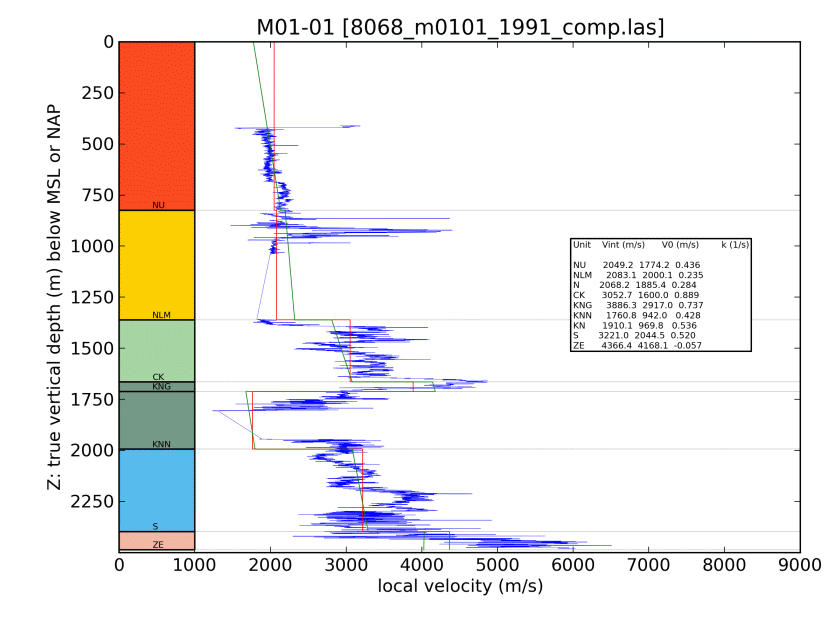 M01-01 [8068_m0101_1991_comp.las]
Z: true vertical depth (m) below MSL or NAP
0
250
500
750
1000
1250
1500
1750
2000
2250
NU
NLM
CK
KNG
KNN
S
ZE
Unit Vint (m/s) V0 (m/s) k (1/s)
NU 2049.2 1774.2 0.436
NLM 2083.1 2000.1 0.235
N 2068.2 1885.4 0.284
CK 3052.7 1600.0 0.889
KNG 3886.3 2917.0 0.737
KNN 1760.8 942.0 0.428
KN 1910.1 969.8 0.536
S 3221.0 2044.5 0.520
ZE 4366.4 4168.1 -0.057
0 1000 2000 3000 4000 5000 6000 7000 8000 9000
local velocity (m/s)